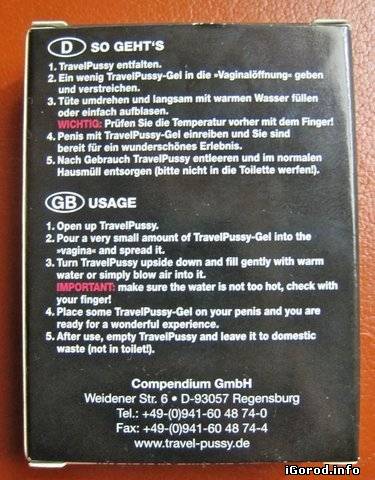 D SO GEHT'S
1. TravelPussy entfalten.
2. Ein wenig TravelPussy-Gel in die »Vaginalöffnung« geben
und verstreichen.
3. Tüte umdrehen und langsam mit warmen Wasser füllen
oder einfach aufblasen.
WICHTIG: Prüfen Sie die Temperatur vorher mit dem Finger!
4. Penis mit TravelPussy-Gel einreiben und Sie sind
bereit für ein wunderschönes Erlebnis.
5. Nach Gebrauch TravelPussy entleeren und im normalen
Hausmüll entsorgen (bitte nicht in die Toilette werfen!).
GB USAGE
1. Open up TravelPussy.
2. Pour a very small amount of TravelPussy-Gel into the
»vagina« and spread it.
3. Turn TravelPussy upside down and fill gently with warm
water or simply blow air into it.
IMPORTANT: make sure the water is not too hot, check with
your finger!
4. Place some TravelPussy-Gel on your penis and you are
ready for a wonderful experience.
5. After use, empty TravelPussy and leave it to domestic
waste (not in toilet!).
Compendium GmbH
Weidener Str. 6 • D-93057 Regensburg
Tel.: +49-(0)941-60 48 74-0
Fax: +49-(0)941-60 48 74-4
www.travel-pussy.de
iGorod.info